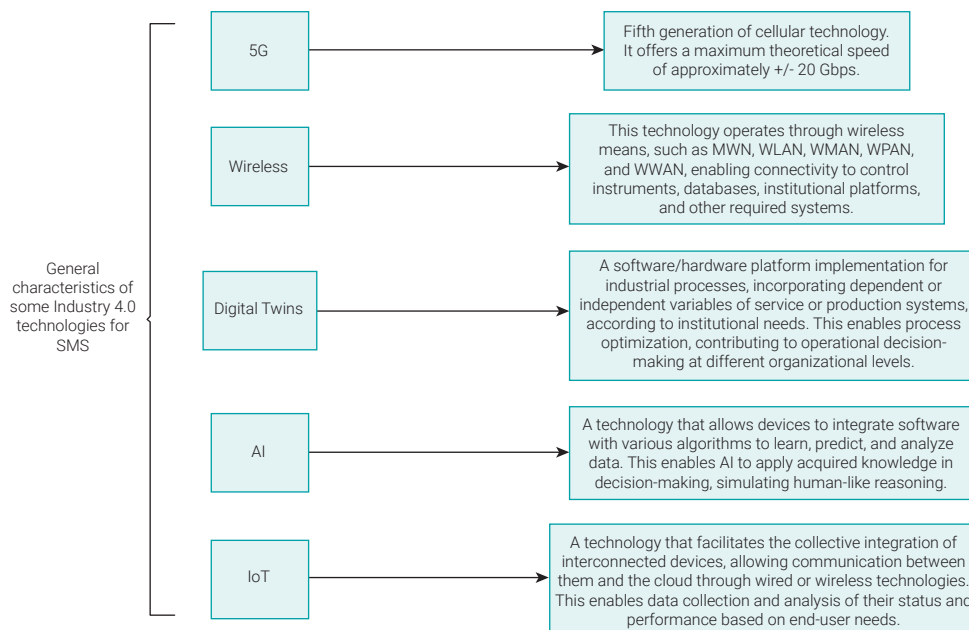 General
characteristics of
some Industry 4.0
technologies for
SMS
5G
Fifth generation of cellular technology.
It offers a maximum theoretical speed
of approximately +/- 20 Gbps.
Wireless
This technology operates through wireless
means, such as MWN, WLAN, WMAN, WPAN,
and WWAN, enabling connectivity to control
instruments, databases, institutional platforms,
and other required systems.
Digital Twins
A software/hardware platform implementation for
industrial processes, incorporating dependent or
independent variables of service or production systems,
according to institutional needs. This enables process
optimization, contributing to operational decision-
making at different organizational levels.
AI
A technology that allows devices to integrate software
with various algorithms to learn, predict, and analyze
data. This enables AI to apply acquired knowledge in
decision-making, simulating human-like reasoning.
IoT
A technology that facilitates the collective integration of
interconnected devices, allowing communication between
them and the cloud through wired or wireless technologies.
This enables data collection and analysis of their status and
performance based on end-user needs.